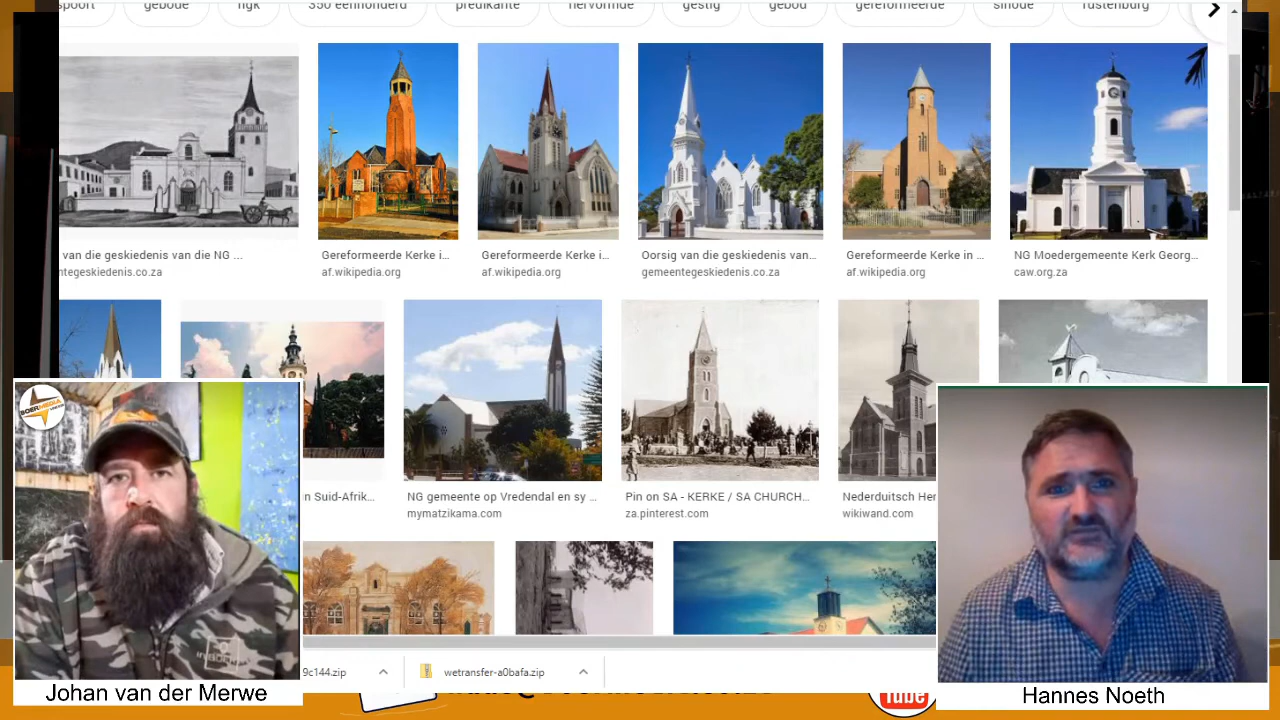 spoort geboue ngk 350 eenhonderd predikante hervormde gestig gebou gereformeerde sinode rustenburg
van die geskiedenis van die NG ...
ntegeskiedenis.co.za
Gereformeerde Kerke i...
af.wikipedia.org
Gereformeerde Kerke i...
af.wikipedia.org
Oorsig van die geskiedenis van...
gemeentegeskiedenis.co.za
Gereformeerde Kerke in ...
af.wikipedia.org
NG Moedergemeente Kerk Georg...
caw.org.za
n Suid-Afrik...
NG gemeente op Vredendal en sy ...
mymatzikama.com
Pin on SA - KERKE / SA CHURCH...
za.pinterest.com
Nederduitsch Her
wikiwand.com
BOERMEDIA
9c144.zip
wetransfer-a0bafa.zip
Tube
Johan van der Merwe
Hannes Noeth